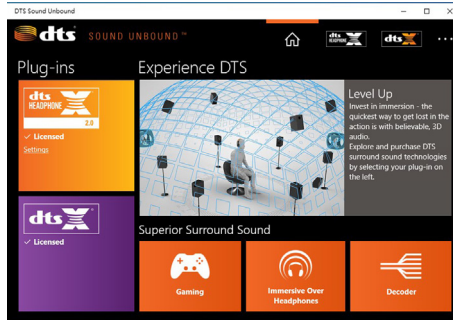 DTS Sound Unbound
dts SOUND UNBOUND™
dts HEADPHONE X
dts X
Plug-ins
Experience DTS
dts
HEADPHONE X
2.0
✓ Licensed
Settings
Level Up
Invest in immersion - the
quickest way to get lost in the
action is with believable, 3D
audio.
Explore and purchase DTS
surround sound technologies
by selecting your plug-in on
the left.
dts X
✓ Licensed
Superior Surround Sound
Gaming
Immersive Over
Headphones
Decoder